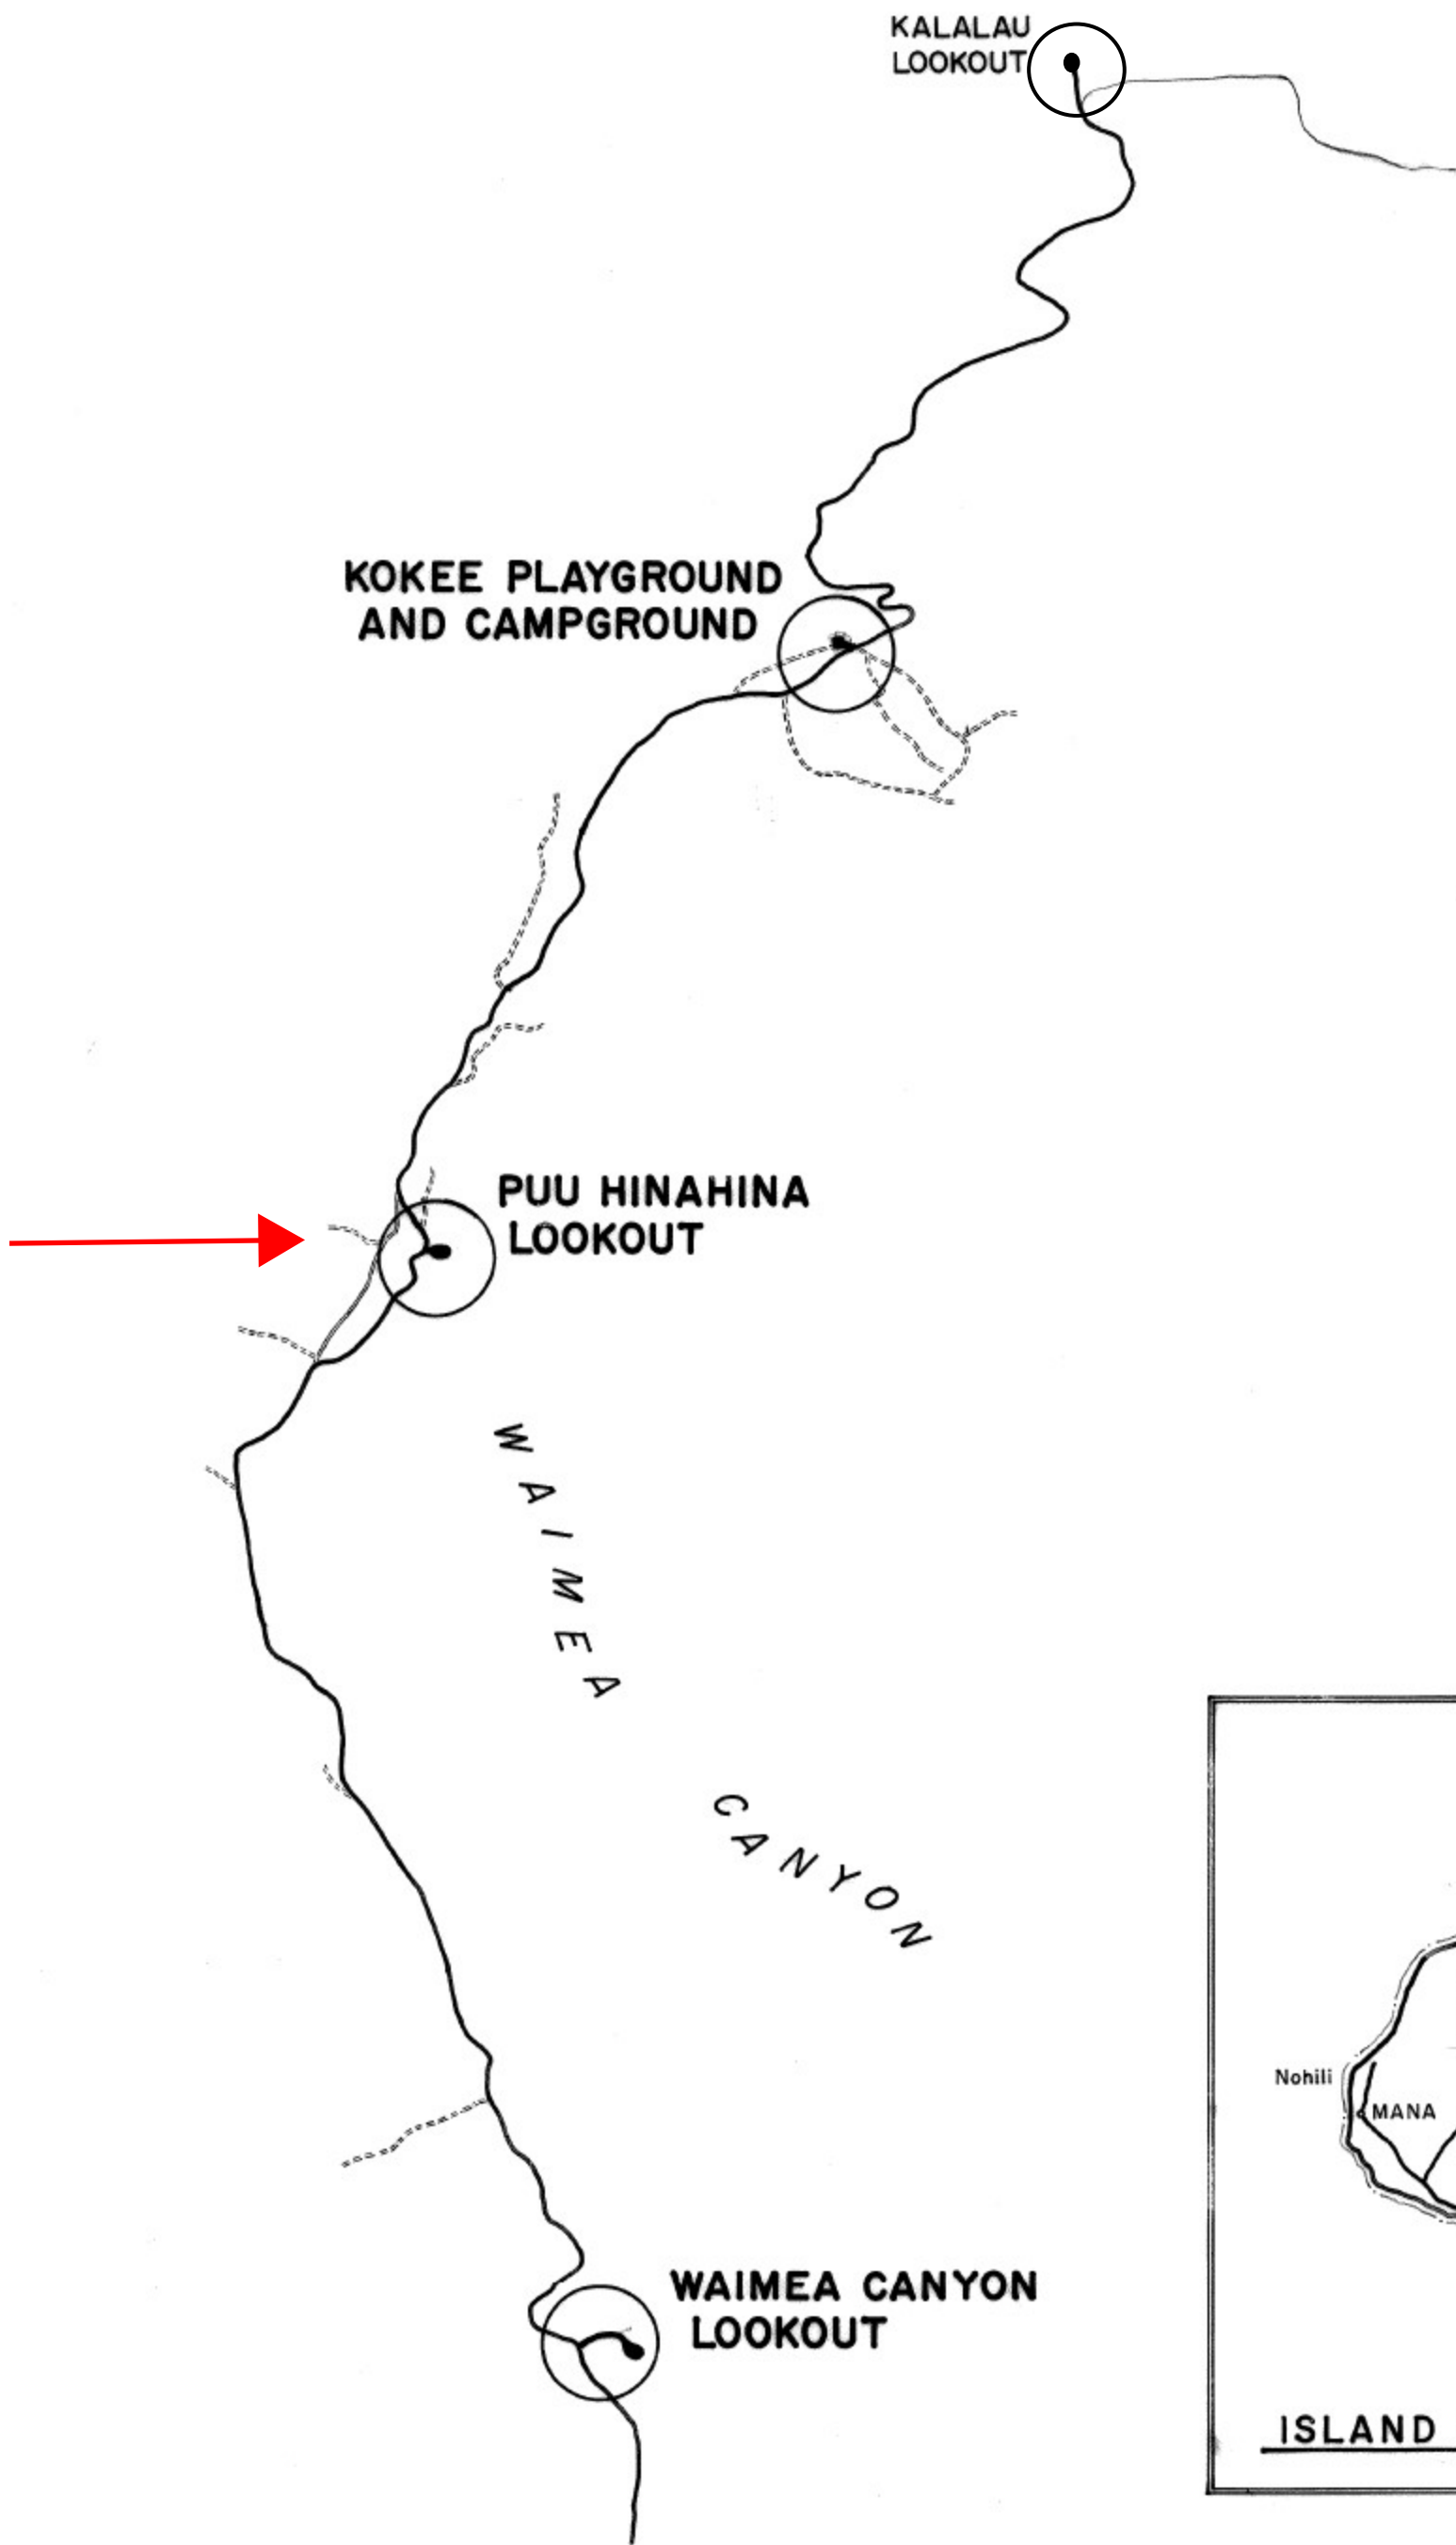 KALALAU
LOOKOUT
KOKEE PLAYGROUND
AND CAMPGROUND
PUU HINAHINA
LOOKOUT
WAIMEA
CANYON
Nohili
MANA
WAIMEA CANYON
LOOKOUT
ISLAND